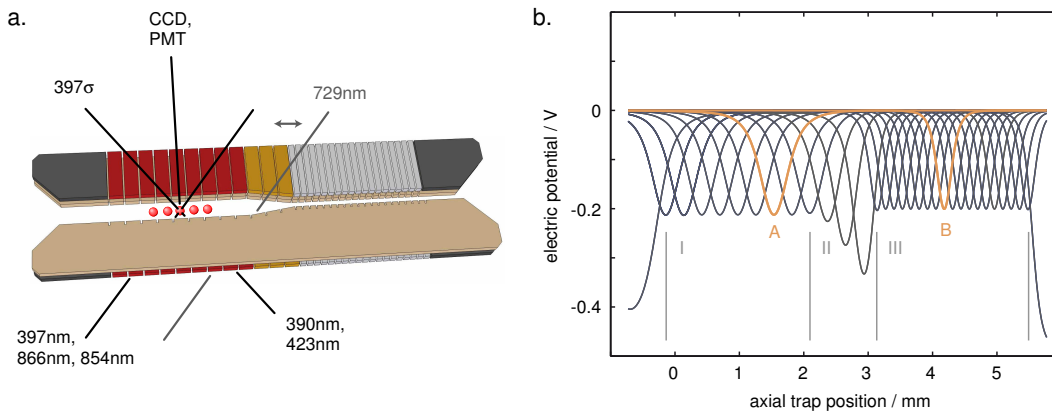 a.
CCD,
PMT
397σ
729nm
397nm,
866nm, 854nm
390nm,
423nm
b.
electric potential / V
0
-0.2
-0.4
A
B
I
II
III
0 1 2 3 4 5
axial trap position / mm